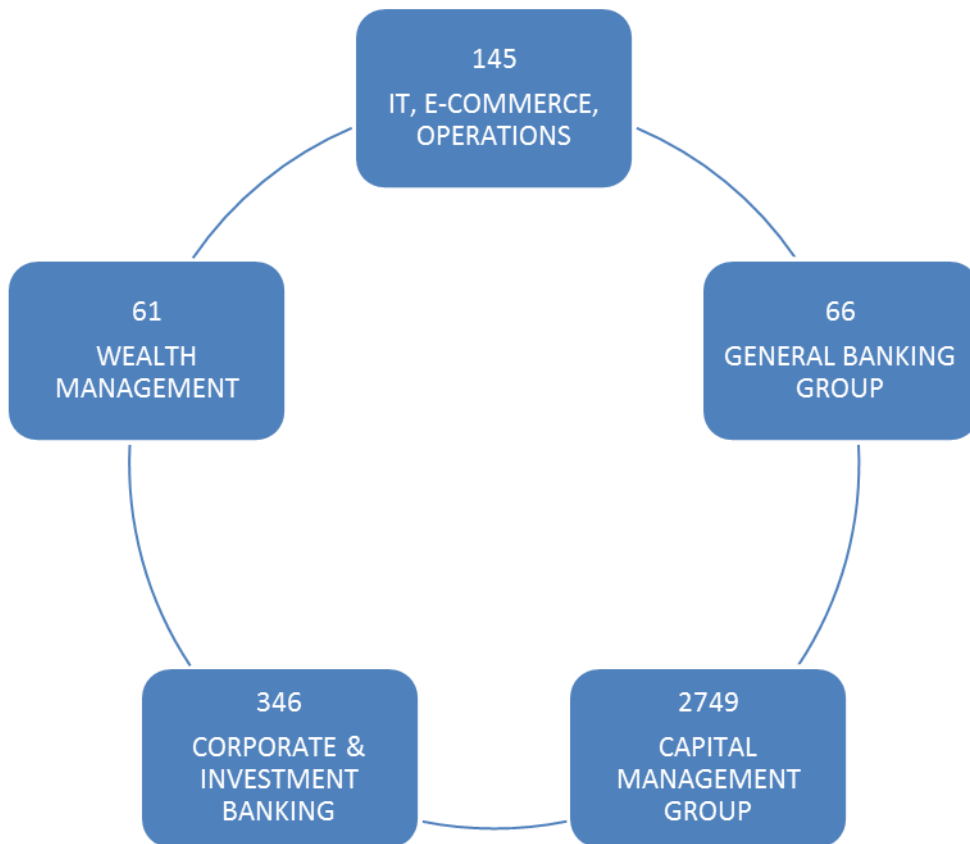 145
IT, E-COMMERCE,
OPERATIONS
61
WEALTH
MANAGEMENT
66
GENERAL BANKING
GROUP
346
CORPORATE &
INVESTMENT
BANKING
2749
CAPITAL
MANAGEMENT
GROUP